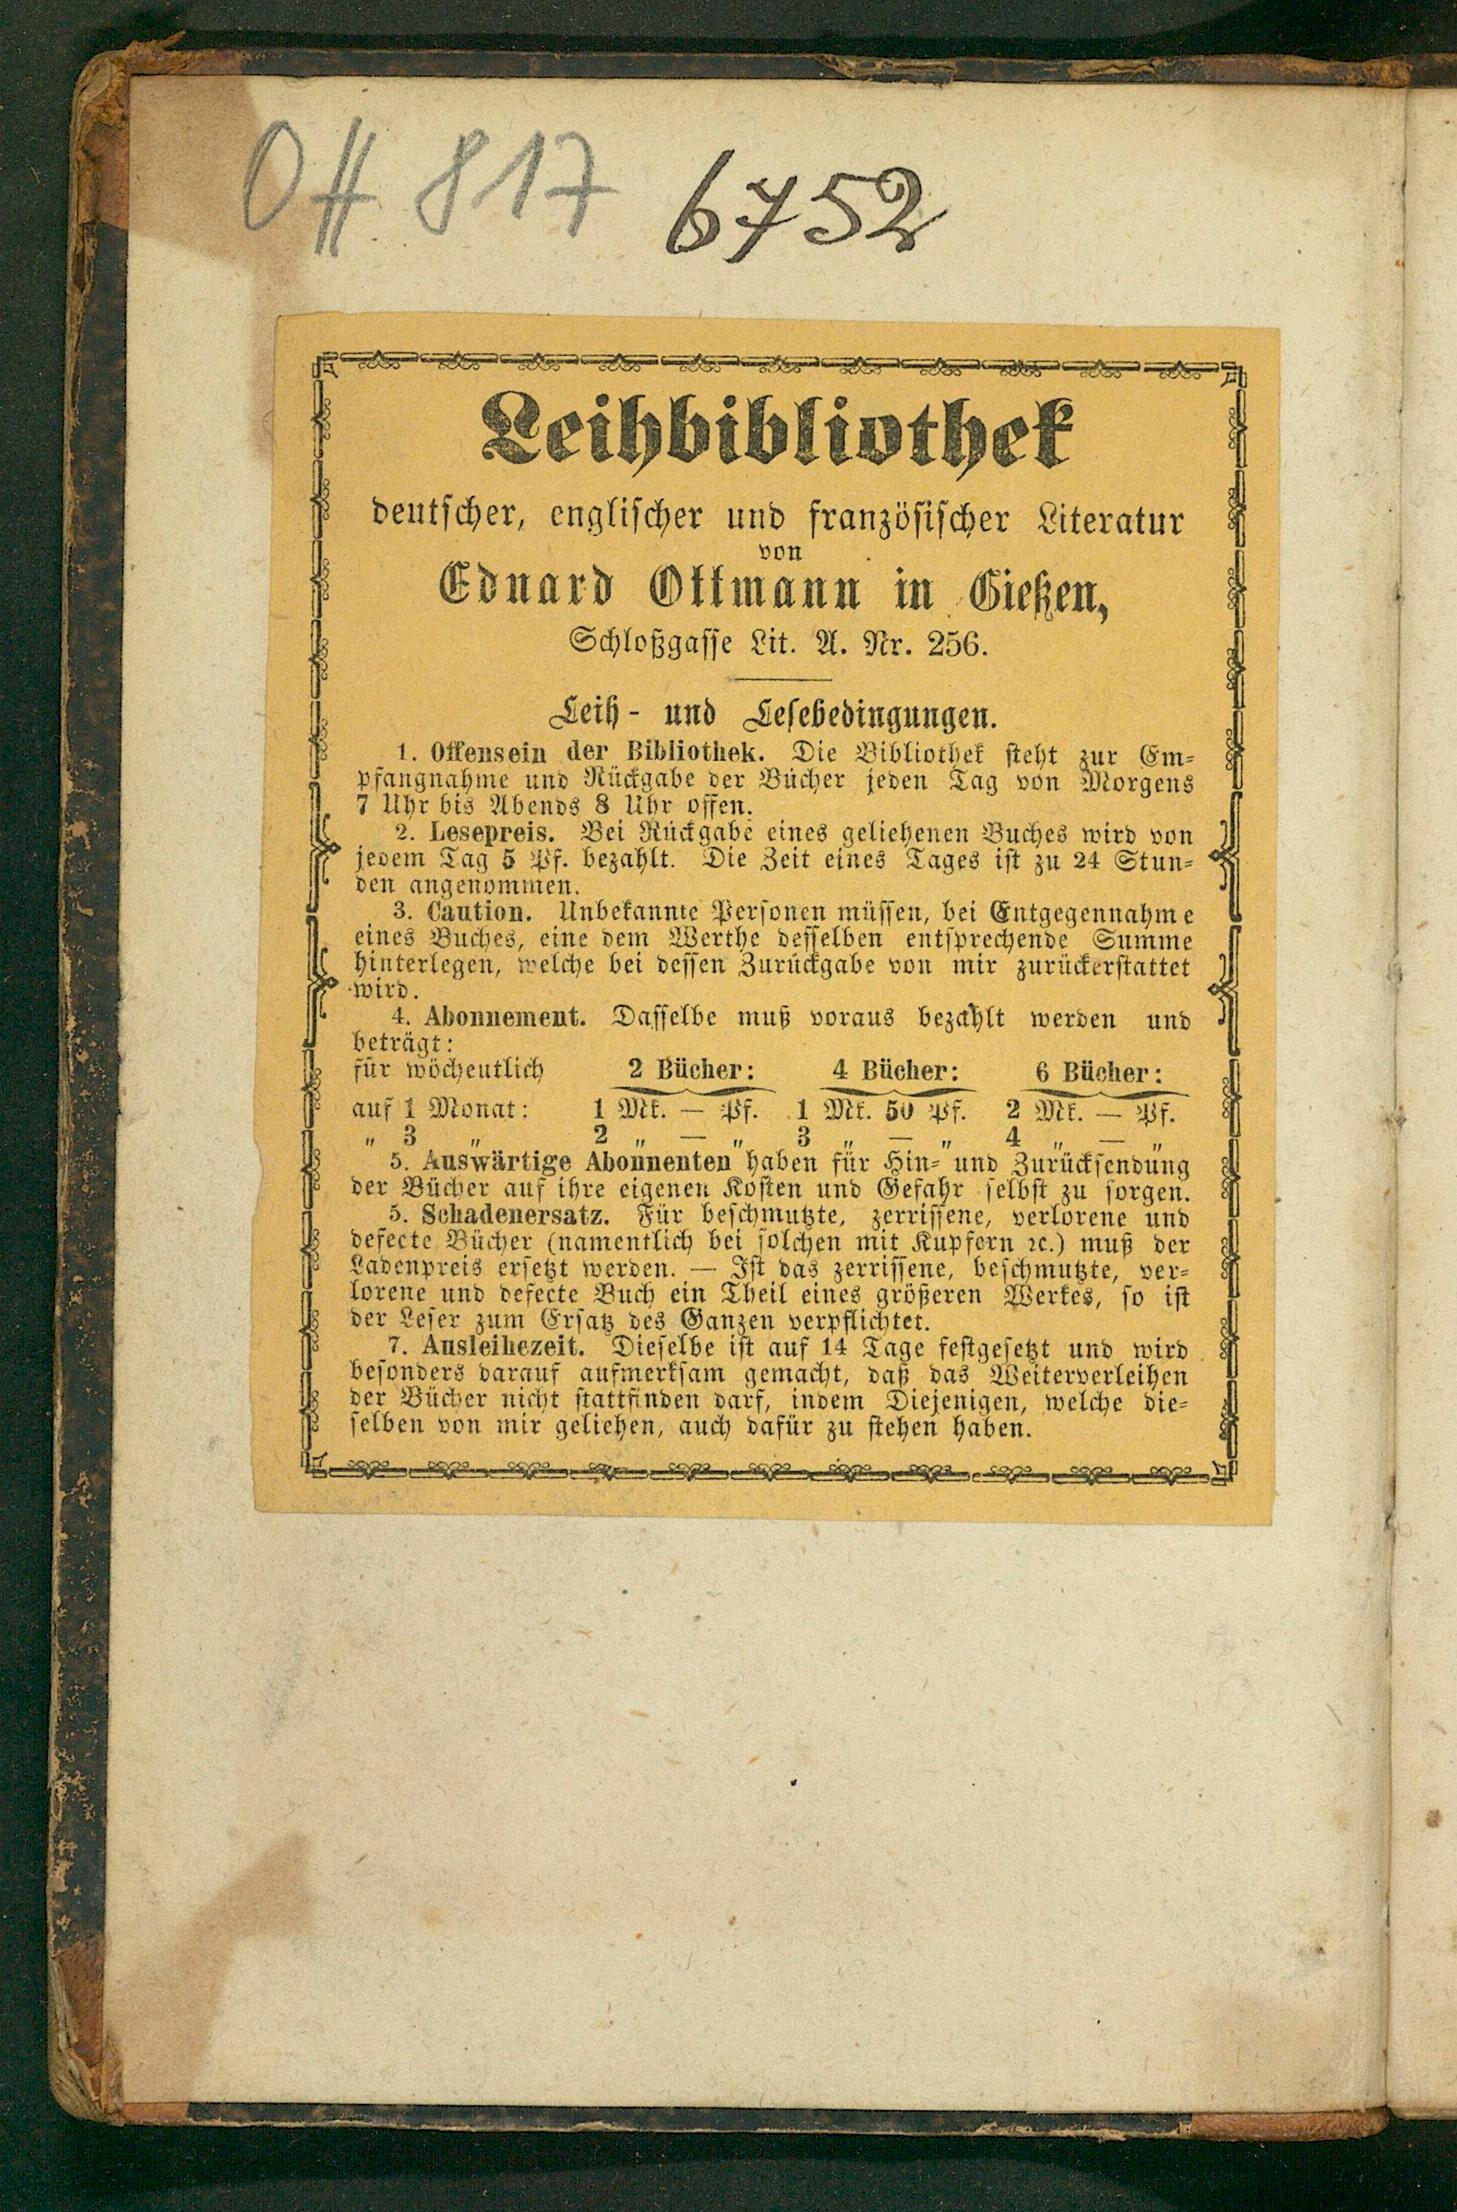 Ott 817 6752
Leihbibliothek
deutscher, englischer und französischer Literatur
von
Eduard Ottmann in Gießen,
Schloßgasse Lit. A. Nr. 256.
Leih- und Lesebedingungen.
1. Offensein der Bibliothek. Die Bibliothek steht zur Em-
pfangnahme und Rückgabe der Bücher jeden Tag von Morgens
7 Uhr bis Abends 8 Uhr offen.
2. Lesepreis. Bei Rückgabe eines geliehenen Buches wird von
jedem Tag 5 Pf. bezahlt. Die Zeit eines Tages ist zu 24 Stun-
den angenommen.
3. Caution. Unbekannte Personen müssen, bei Entgegennahme
eines Buches, eine dem Werthe desselben entsprechende Summe
hinterlegen, welche bei dessen Zurückgabe von mir zurückerstattet
wird.
4. Abonnement. Dasselbe muß voraus bezahlt werden und
beträgt:
für wöchentlich 2 Bücher: 4 Bücher: 6 Bücher:
auf 1 Monat: 1 Mk. — Pf. 1 Mk. 50 Pf. 2 Mk. — Pf.
„ 3 „ 2 „ — „ 3 „ — „ 4 „ — „
5. Auswärtige Abonnenten haben für Hin- und Zurücksendung
der Bücher auf ihre eigenen Kosten und Gefahr selbst zu sorgen.
5. Schadenersatz. Für beschmutzte, zerrissene, verlorene und
defecte Bücher (namentlich bei solchen mit Kupfern ꝛc.) muß der
Ladenpreis ersetzt werden. — Ist das zerrissene, beschmutzte, ver-
lorene und defecte Buch ein Theil eines größeren Werkes, so ist
der Leser zum Ersatz des Ganzen verpflichtet.
7. Ausleihezeit. Dieselbe ist auf 14 Tage festgesetzt und wird
besonders darauf aufmerksam gemacht, daß das Weiterverleihen
der Bücher nicht stattfinden darf, indem Diejenigen, welche die-
selben von mir geliehen, auch dafür zu stehen haben.